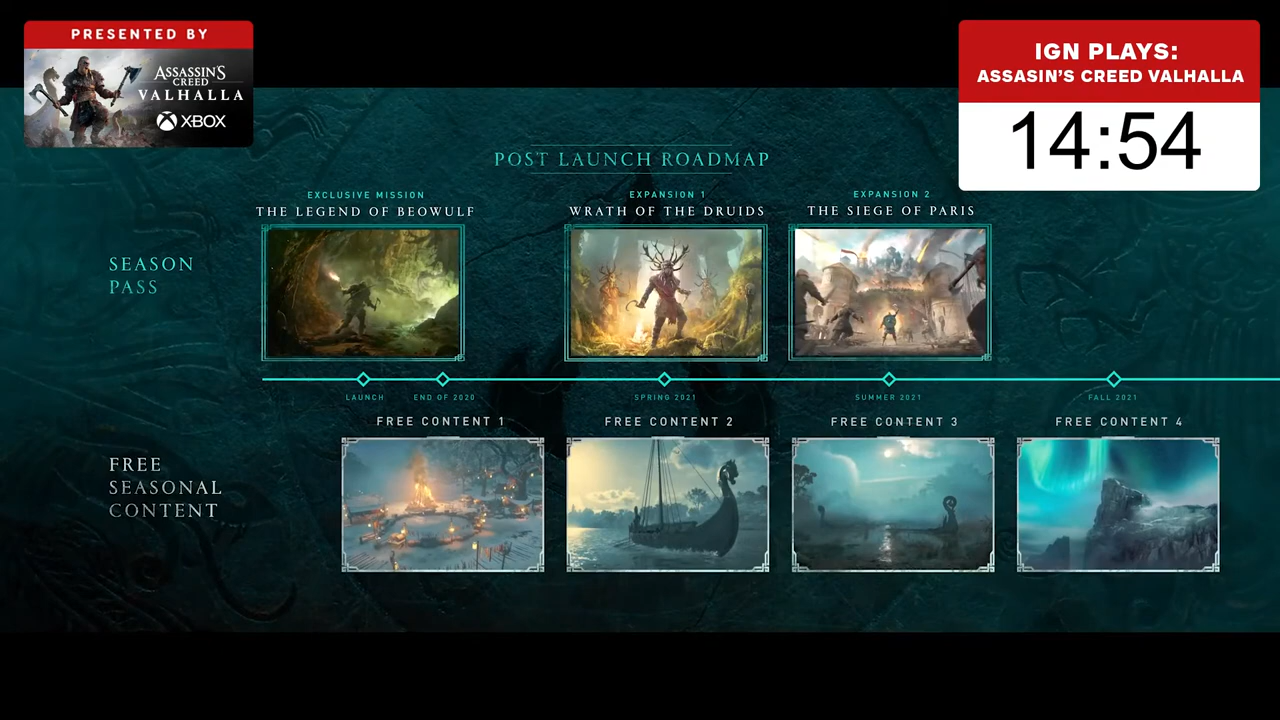 PRESENTED BY
ASSASSIN'S
CREED
VALHALLA
XBOX
IGN PLAYS:
ASSASIN'S CREED VALHALLA
14:54
POST LAUNCH ROADMAP
EXCLUSIVE MISSION
THE LEGEND OF BEOWULF
EXPANSION 1
WRATH OF THE DRUIDS
EXPANSION 2
THE SIEGE OF PARIS
SEASON
PASS
LAUNCH
END OF 2020
SPRING 2021
SUMMER 2021
FALL 2021
FREE CONTENT 1
FREE CONTENT 2
FREE CONTENT 3
FREE CONTENT 4
FREE
SEASONAL
CONTENT